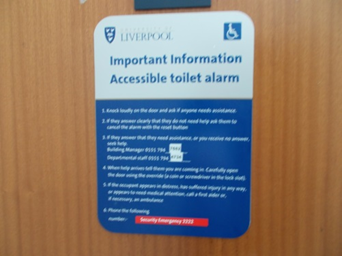 UNIVERSITY OF
LIVERPOOL
Important Information
Accessible toilet alarm
1. Knock loudly on the door and ask if anyone needs assistance.
2. If they answer clearly that they do not need help ask them to
cancel the alarm with the reset button
3. If they answer that they need assistance, or you receive no answer,
seek help.
Building Manager 0151 794
Departmental staff 0151 794
4. When help arrives tell them you are coming in. Carefully open
the door using the override (a coin or screwdriver in the lock slot).
5. If the occupant appears in distress, has suffered injury in any way,
or appears to need medical attention, call a first aider or,
if necessary, an ambulance
6. Phone the following
number:- Security Emergency 2222